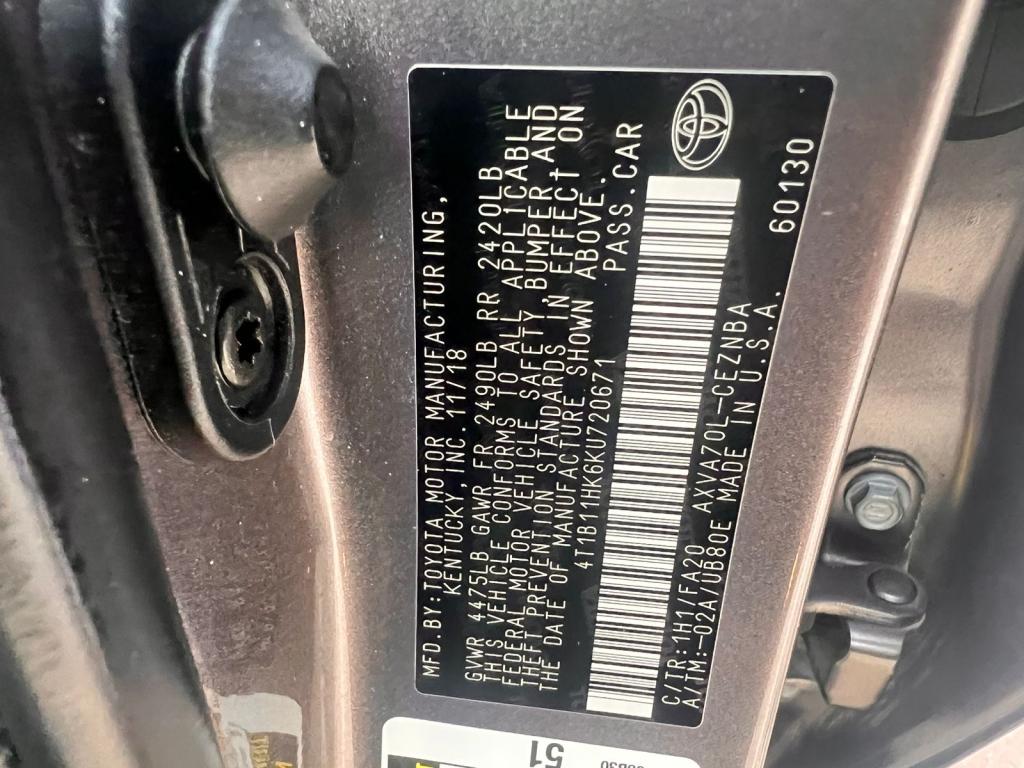 MFD.BY:TOYOTA MOTOR MANUFACTURING,
KENTUCKY,INC. 11/18
GVWR 4475LB GAWR FR 2490LB RR 2420LB
THIS VEHICLE CONFORMS TO ALL APPLICABLE
FEDERAL MOTOR VEHICLE SAFETY,BUMPER,AND
THEFT PREVENTION STANDARDS IN EFFECT ON
THE DATE OF MANUFACTURE SHOWN ABOVE.
4T1B11HK6KU720671 PASS.CAR
C/TR:1H1/FA20
A/TM:-02A/UB80E AXVA70L-CEZNBA
MADE IN U.S.A. 60130
51